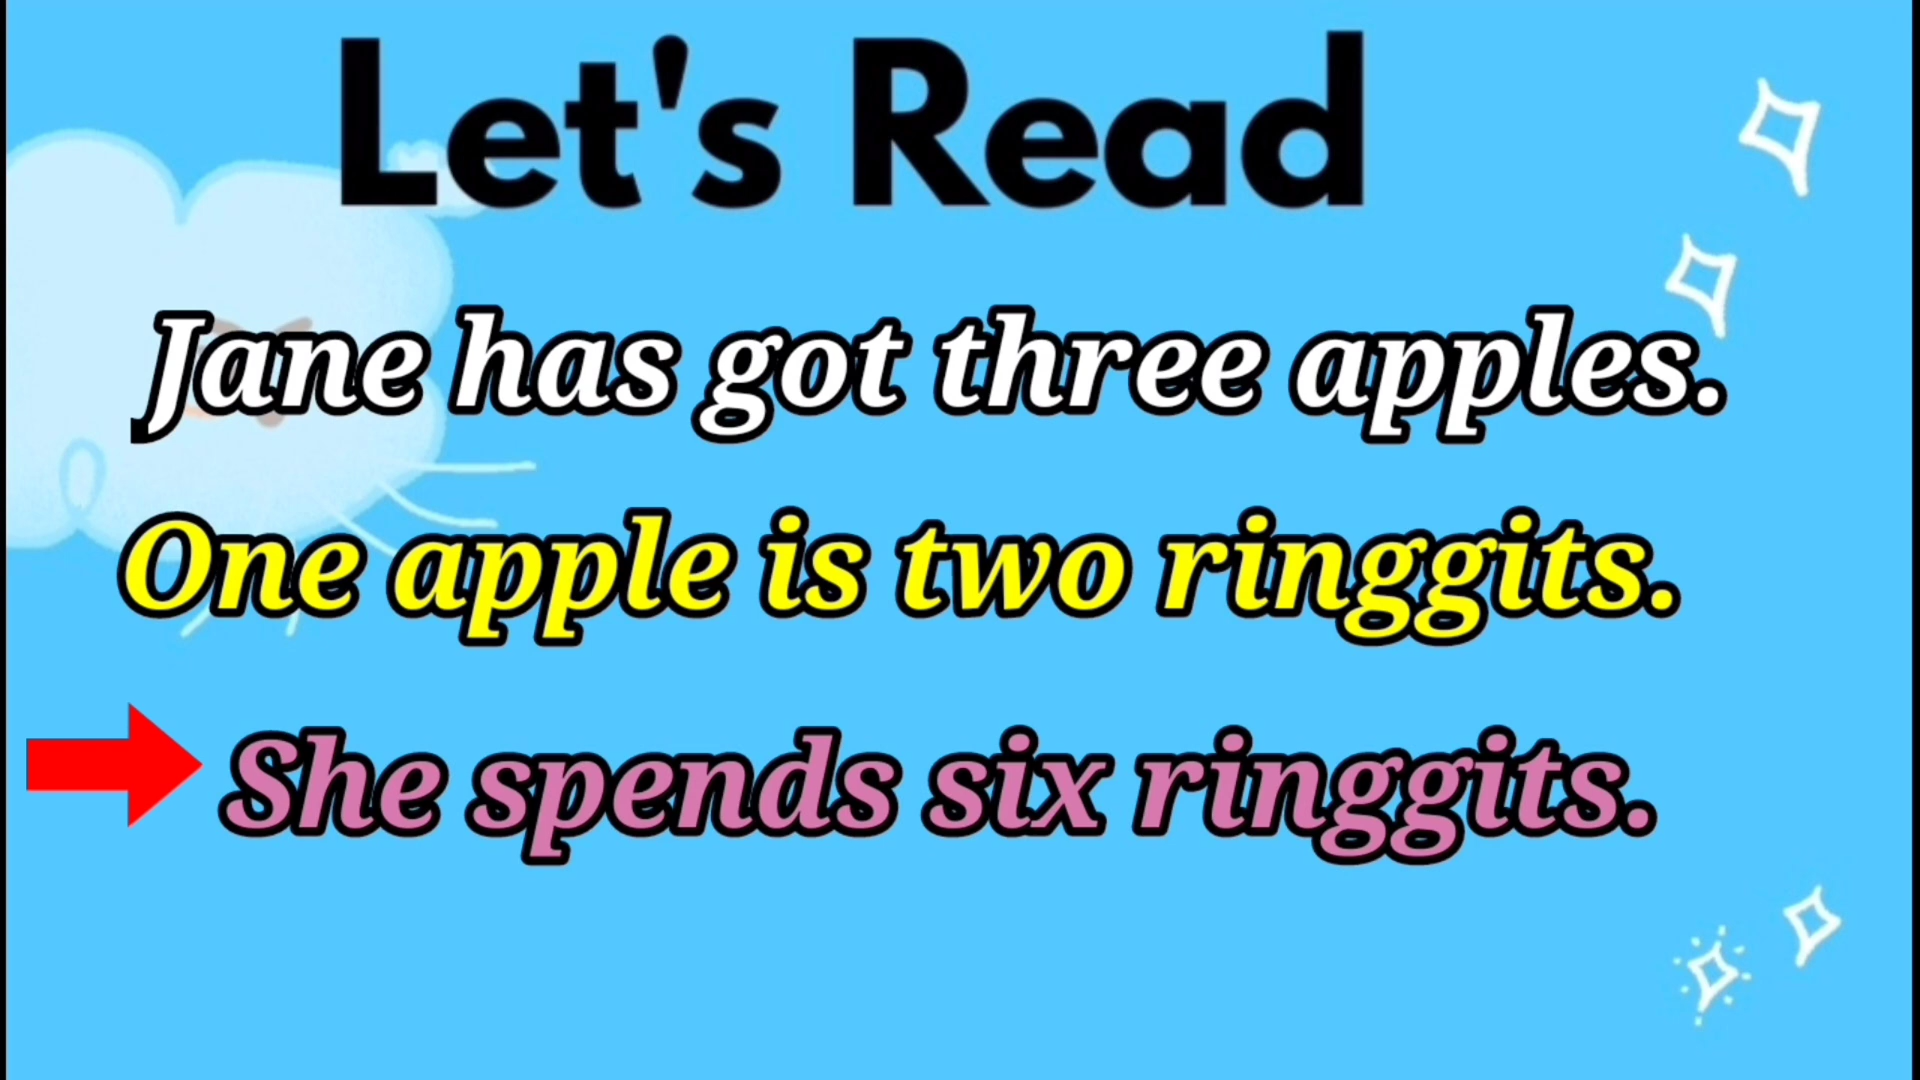 Let's Read
Jane has got three apples.
One apple is two ringgits.
She spends six ringgits.